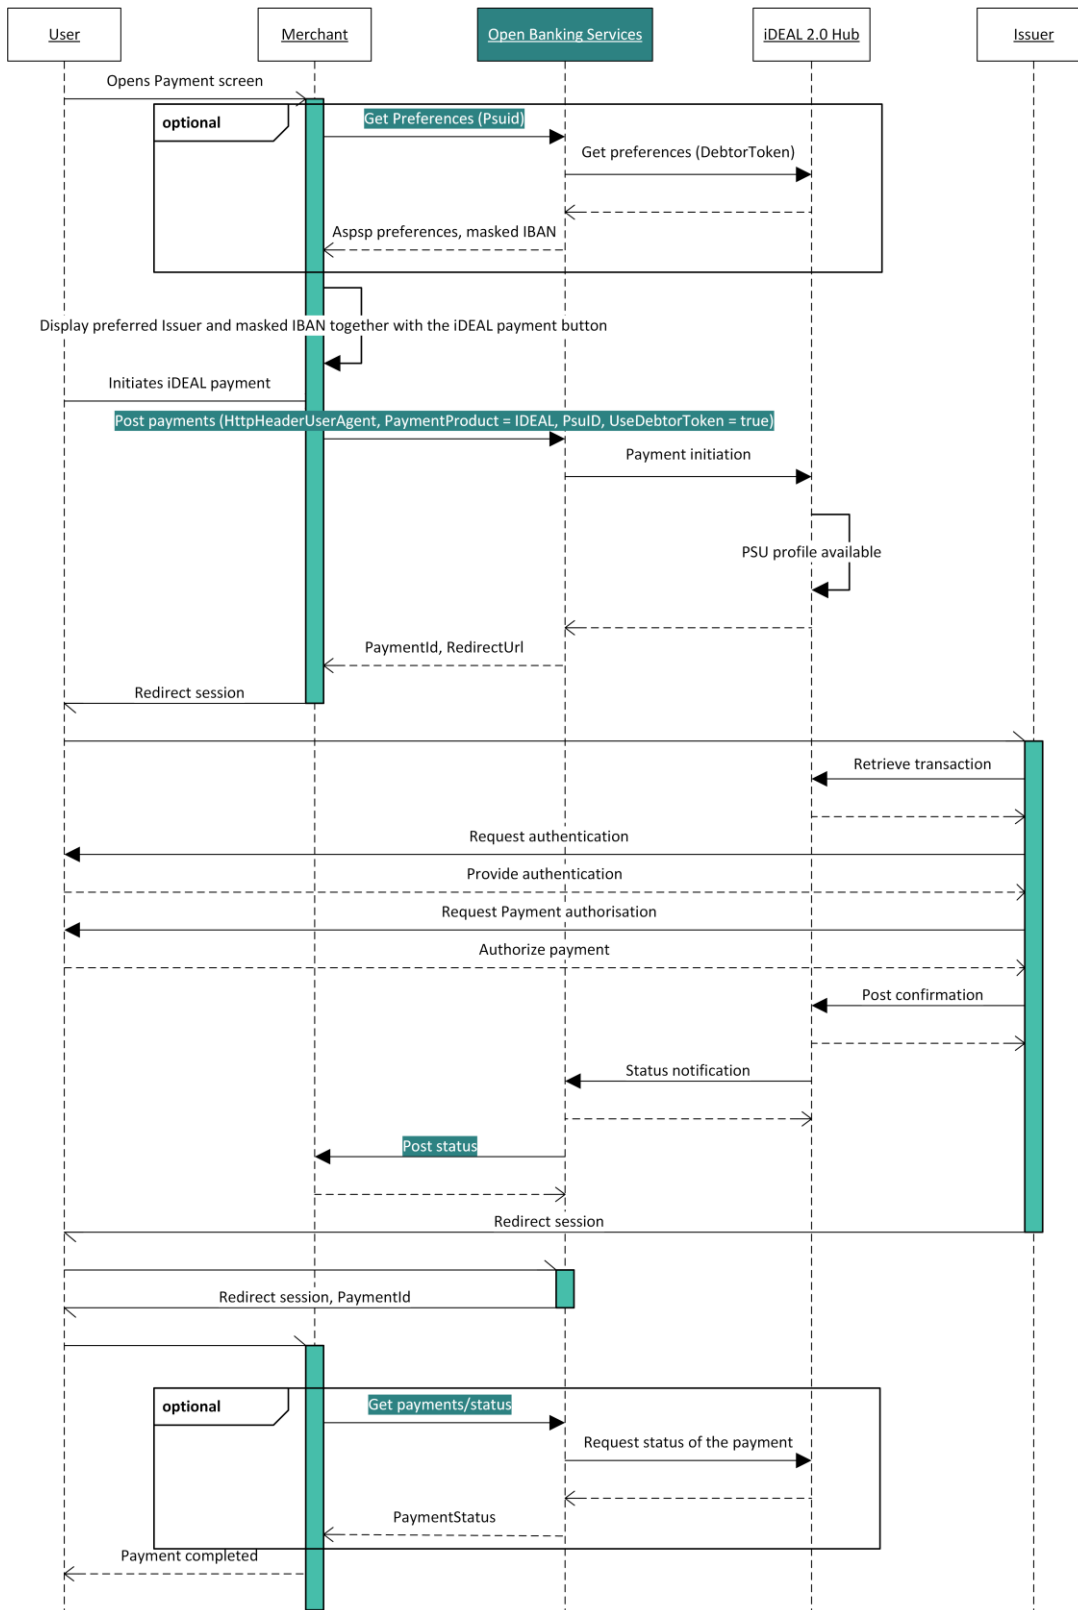 User
Merchant
Open Banking Services
iDEAL 2.0 Hub
Issuer
Opens Payment screen
optional
Get Preferences (Psuid)
Get preferences (DebtorToken)
Aspsp preferences, masked IBAN
Display preferred Issuer and masked IBAN together with the iDEAL payment button
Initiates iDEAL payment
Post payments (HttpHeaderUserAgent, PaymentProduct = IDEAL, PsuID, UseDebtorToken = true)
Payment initiation
PSU profile available
PaymentId, RedirectUrl
Redirect session
Retrieve transaction
Request authentication
Provide authentication
Request Payment authorisation
Authorize payment
Post confirmation
Status notification
Post status
Redirect session
Redirect session, PaymentId
optional
Get payments/status
Request status of the payment
PaymentStatus
Payment completed